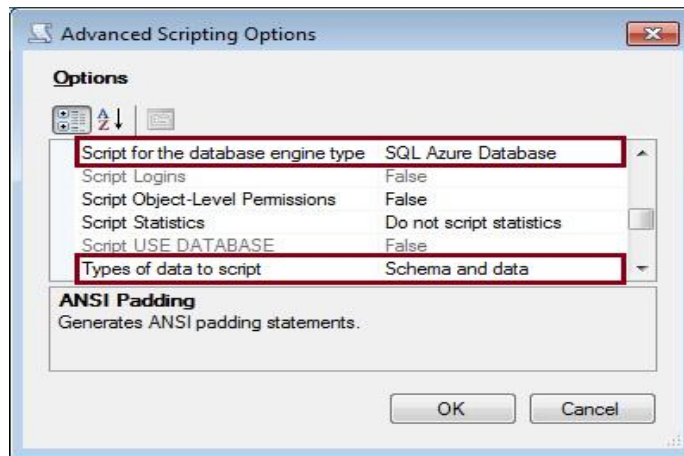 Advanced Scripting Options
Options
Script for the database engine type SQL Azure Database
Script Logins False
Script Object-Level Permissions False
Script Statistics Do not script statistics
Script USE DATABASE False
Types of data to script Schema and data
ANSI Padding
Generates ANSI padding statements.
OK Cancel